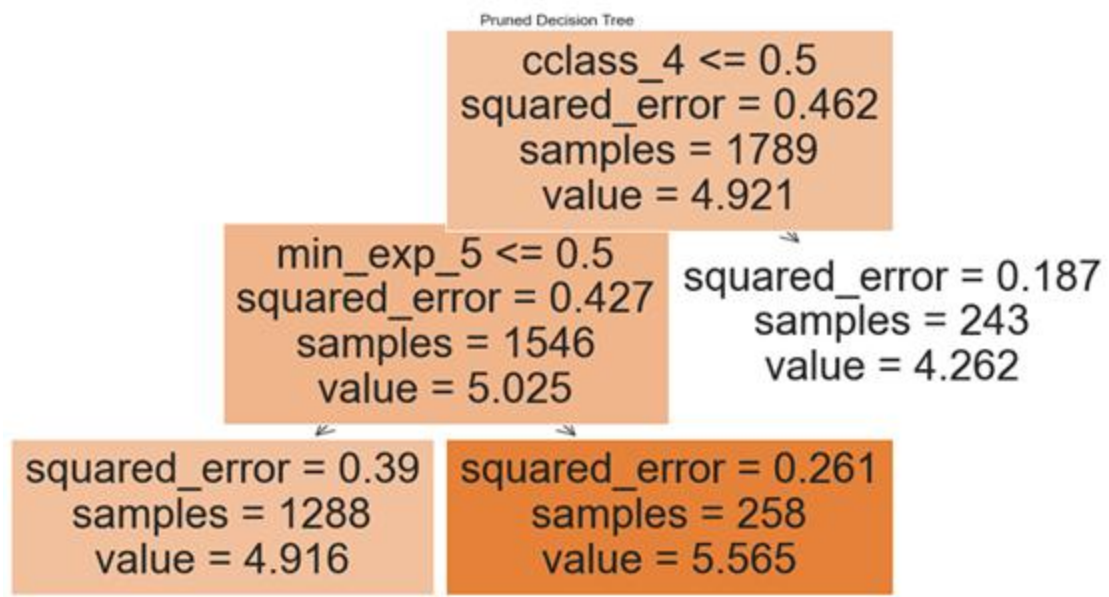 Pruned Decision Tree
cclass_4 <= 0.5
squared_error = 0.462
samples = 1789
value = 4.921
min_exp_5 <= 0.5
squared_error = 0.427
samples = 1546
value = 5.025
squared_error = 0.187
samples = 243
value = 4.262
squared_error = 0.39
samples = 1288
value = 4.916
squared_error = 0.261
samples = 258
value = 5.565